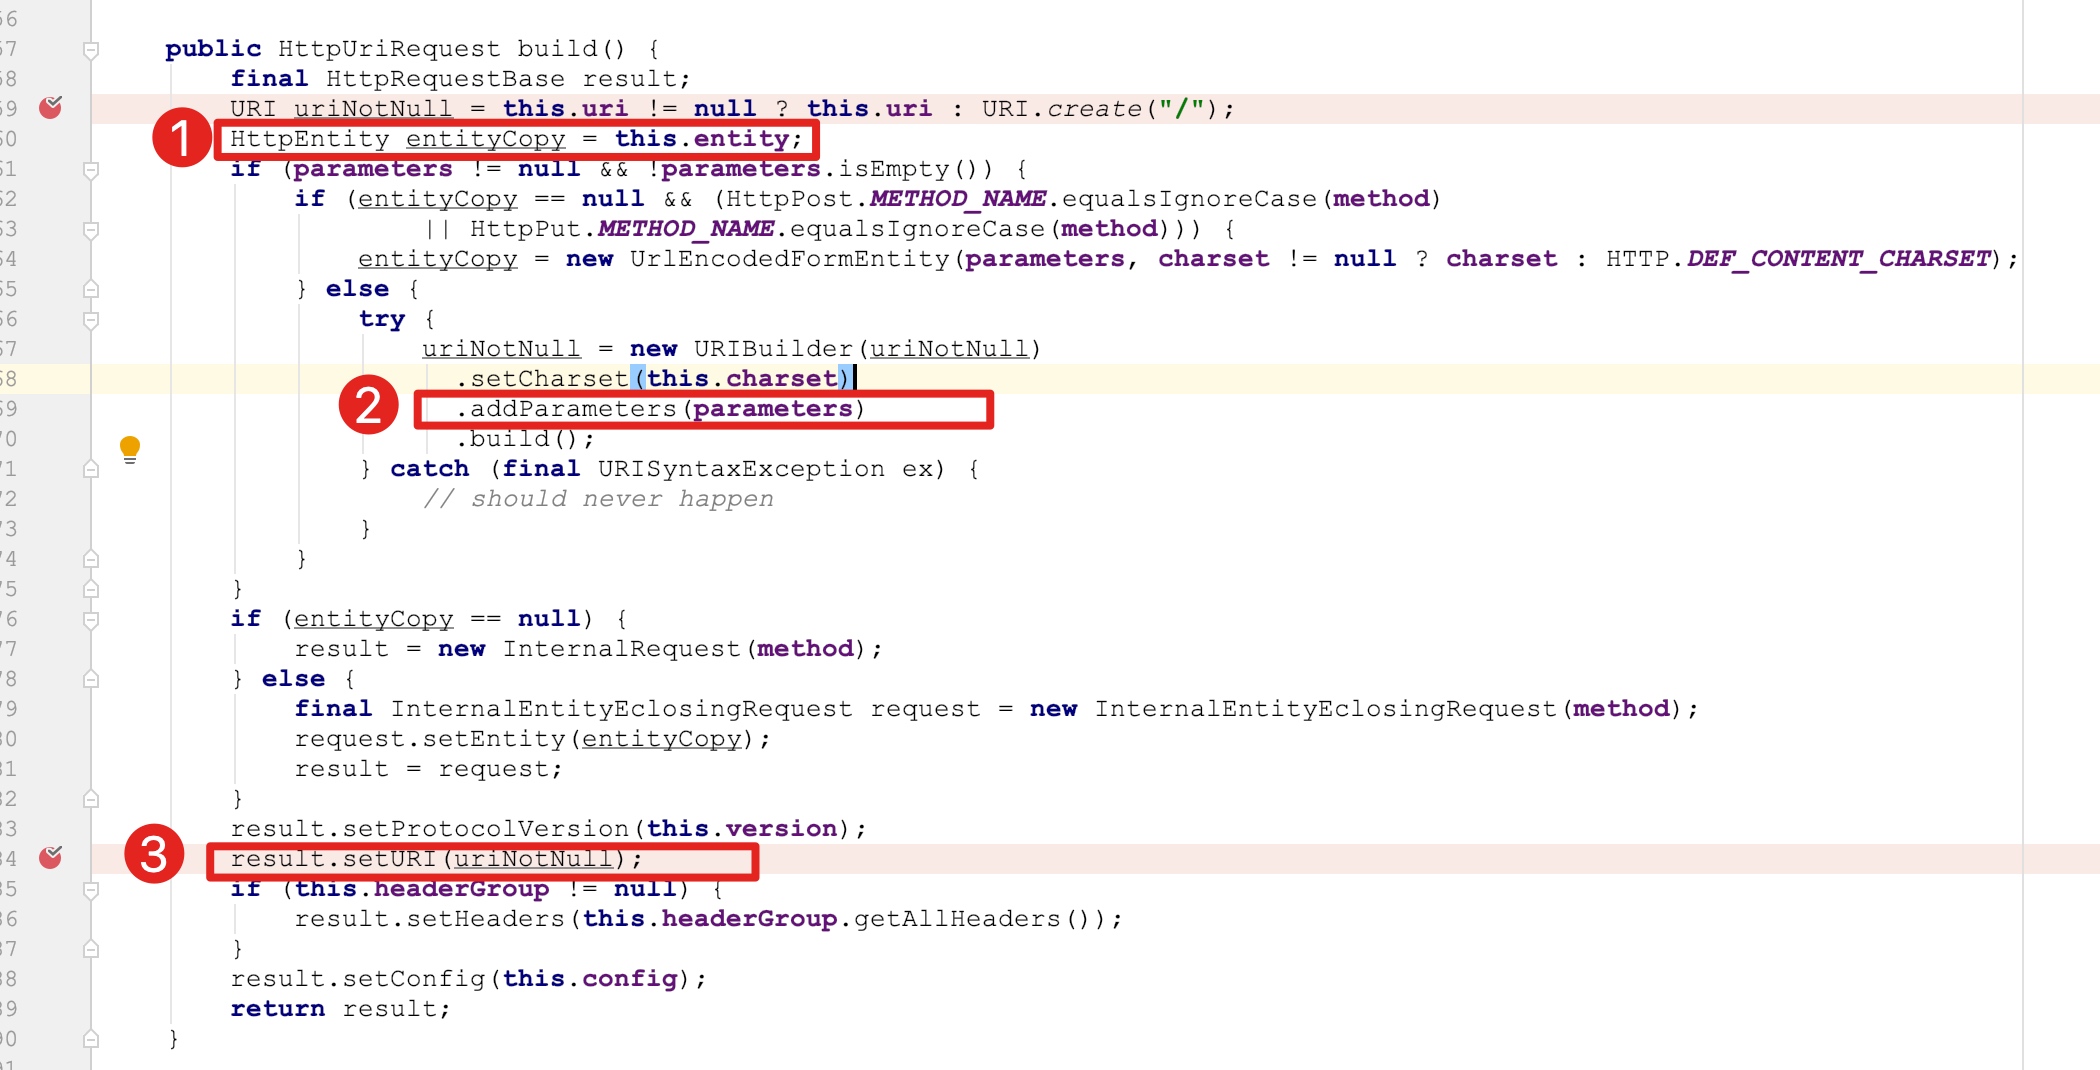 66
67 public HttpUriRequest build() {
68 final HttpRequestBase result;
69 URI uriNotNull = this.uri != null ? this.uri : URI.create("/");
60 1 HttpEntity entityCopy = this.entity;
61 if (parameters != null && !parameters.isEmpty()) {
62 if (entityCopy == null && (HttpPost.METHOD_NAME.equalsIgnoreCase(method)
63 || HttpPut.METHOD_NAME.equalsIgnoreCase(method))) {
64 entityCopy = new UrlEncodedFormEntity(parameters, charset != null ? charset : HTTP.DEF_CONTENT_CHARSET);
65 } else {
66 try {
67 uriNotNull = new URIBuilder(uriNotNull)
68 .setCharset(this.charset)
69 2 .addParameters(parameters)
70 .build();
71 } catch (final URISyntaxException ex) {
72 // should never happen
73 }
74 }
75 }
76 if (entityCopy == null) {
77 result = new InternalRequest(method);
78 } else {
79 final InternalEntityEclosingRequest request = new InternalEntityEclosingRequest(method);
80 request.setEntity(entityCopy);
81 result = request;
82 }
83 result.setProtocolVersion(this.version);
84 3 result.setURI(uriNotNull);
85 if (this.headerGroup != null) {
86 result.setHeaders(this.headerGroup.getAllHeaders());
87 }
88 result.setConfig(this.config);
89 return result;
90 }